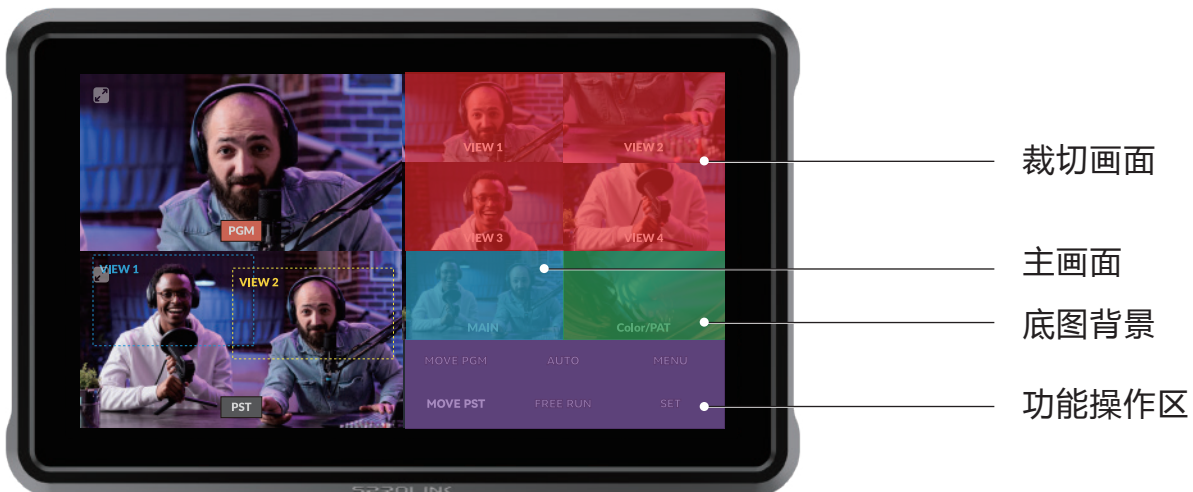 VIEW 1
VIEW 2
裁切画面
PGM
VIEW 3
VIEW 4
主画面
VIEW 1
VIEW 2
MAIN
Color/PAT
底图背景
MOVE PGM
AUTO
MENU
PST
MOVE PST
FREE RUN
SET
功能操作区